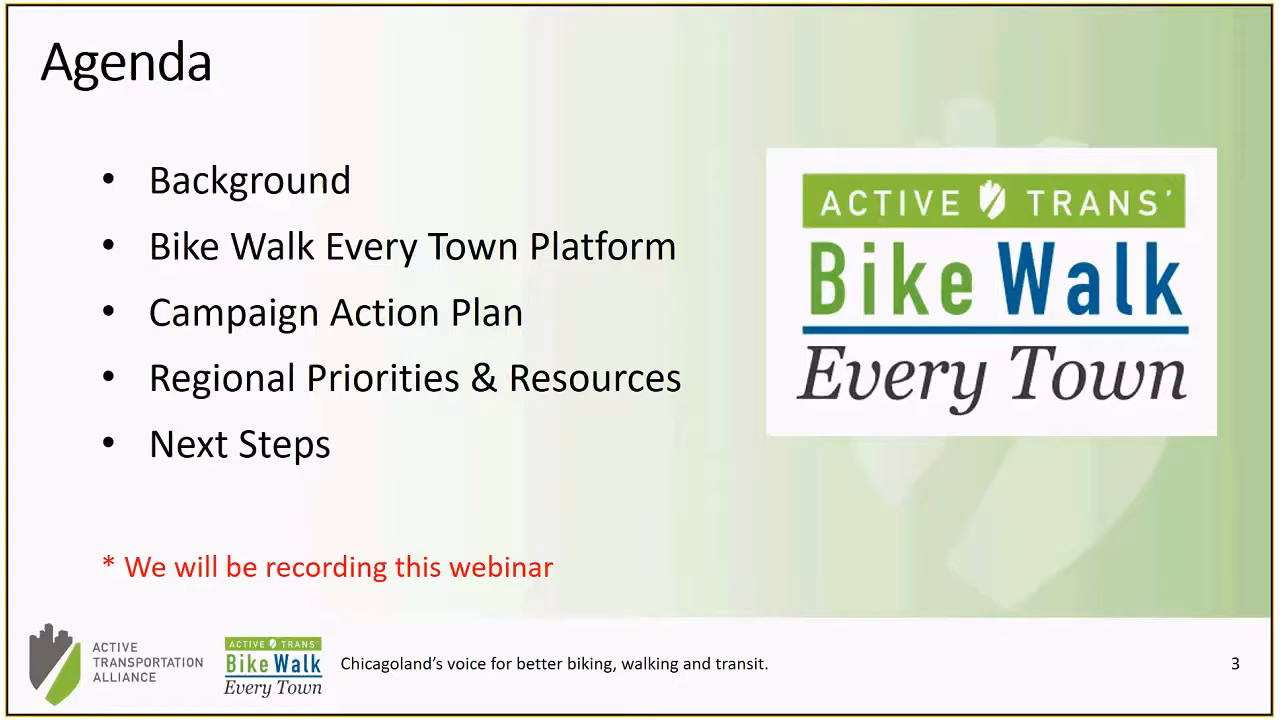 Agenda
• Background
• Bike Walk Every Town Platform
• Campaign Action Plan
• Regional Priorities & Resources
• Next Steps
* We will be recording this webinar
ACTIVE TRANS’
Bike Walk
Every Town
ACTIVE
TRANSPORTATION
ALLIANCE
ACTIVE TRANS’
Bike Walk
Every Town
Chicagoland’s voice for better biking, walking and transit.
3